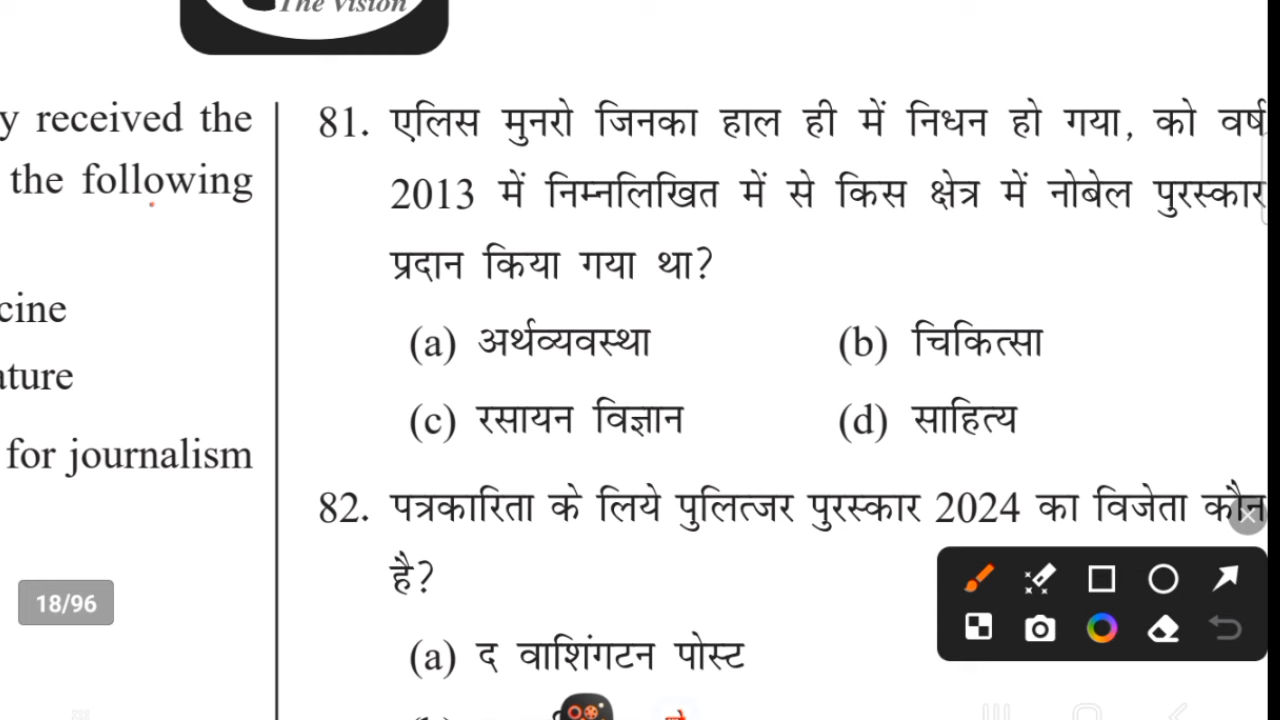 The Vision
y received the
the following
cine
ature
for journalism
81. एलिस मुनरो जिनका हाल ही में निधन हो गया, को वर्ष
2013 में निम्नलिखित में से किस क्षेत्र में नोबेल पुरस्कार
प्रदान किया गया था?
(a) अर्थव्यवस्था (b) चिकित्सा
(c) रसायन विज्ञान (d) साहित्य
82. पत्रकारिता के लिये पुलित्जर पुरस्कार 2024 का विजेता कौन
है?
(a) द वाशिंगटन पोस्ट
18/96